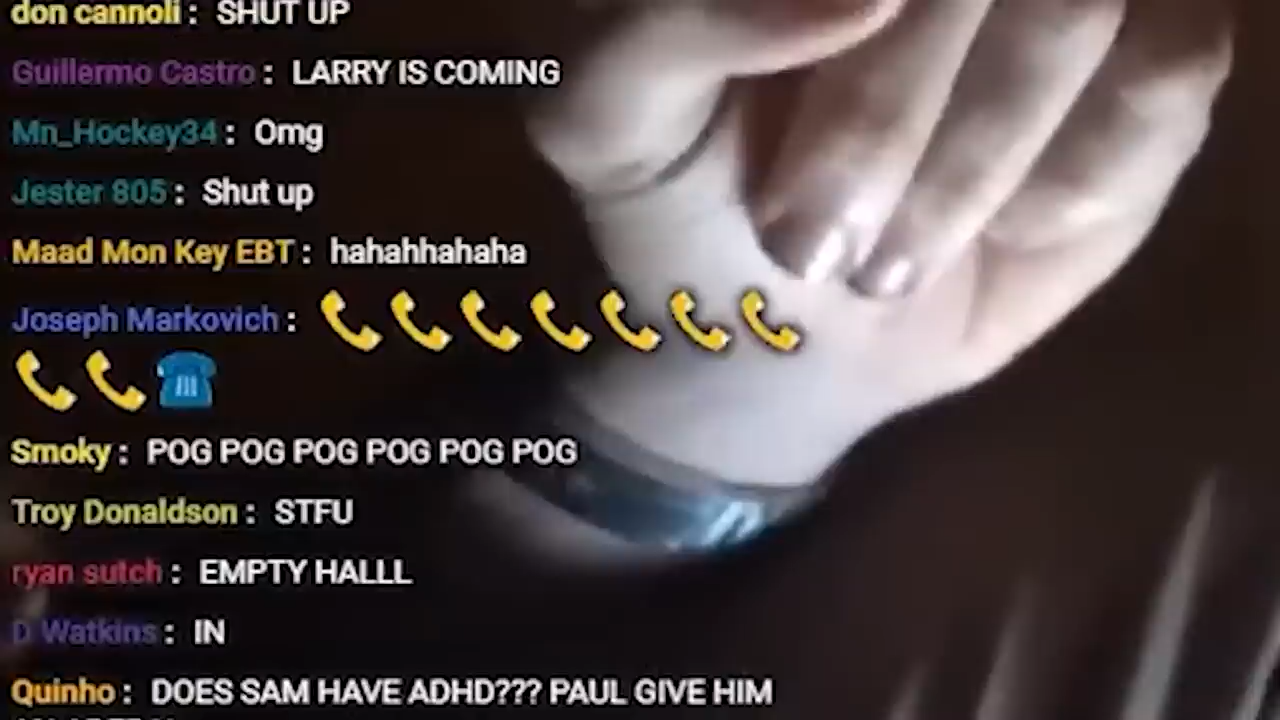 don cannoli : SHUT UP
Guillermo Castro : LARRY IS COMING
Mn_Hockey34 : Omg
Jester 805 : Shut up
Maad Mon Key EBT : hahahhahaha
Joseph Markovich : 📞📞📞📞📞📞📞
📞📞☎️
Smoky : POG POG POG POG POG POG
Troy Donaldson : STFU
ryan sutch : EMPTY HALLL
D Watkins : IN
Quinho : DOES SAM HAVE ADHD??? PAUL GIVE HIM